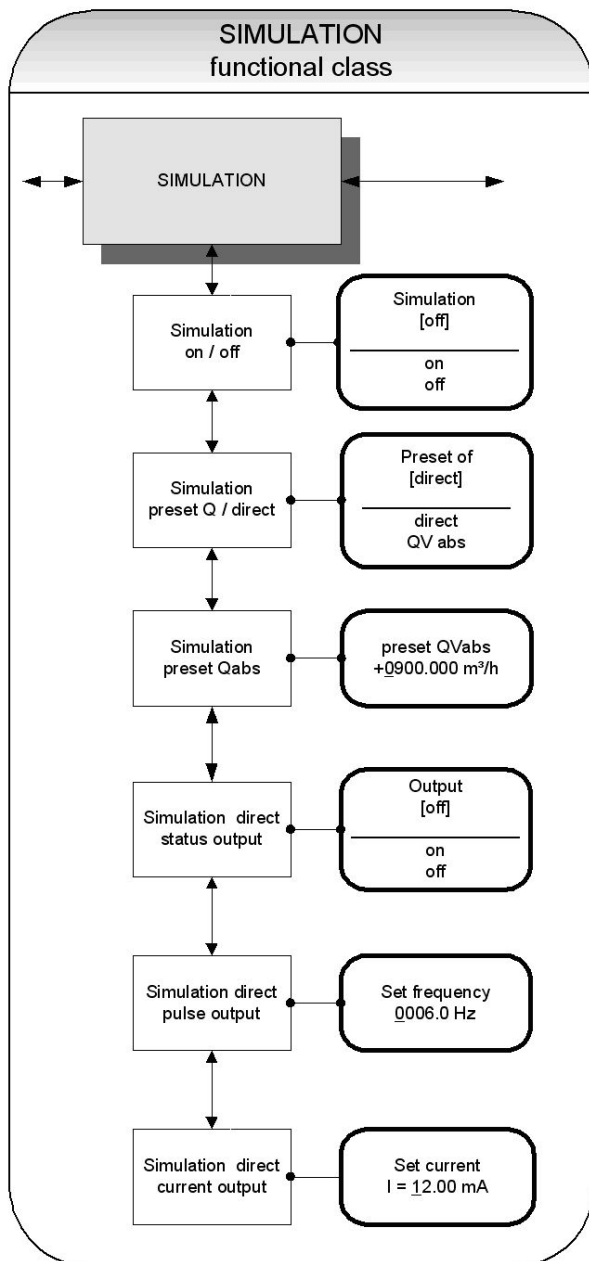 SIMULATION
functional class
SIMULATION
Simulation
on / off
Simulation
[off]
on
off
Simulation
preset Q / direct
Preset of
[direct]
direct
QV abs
Simulation
preset Qabs
preset QVabs
+0900.000 m³/h
Simulation direct
status output
Output
[off]
on
off
Simulation direct
pulse output
Set frequency
0006.0 Hz
Simulation direct
current output
Set current
I = 12.00 mA